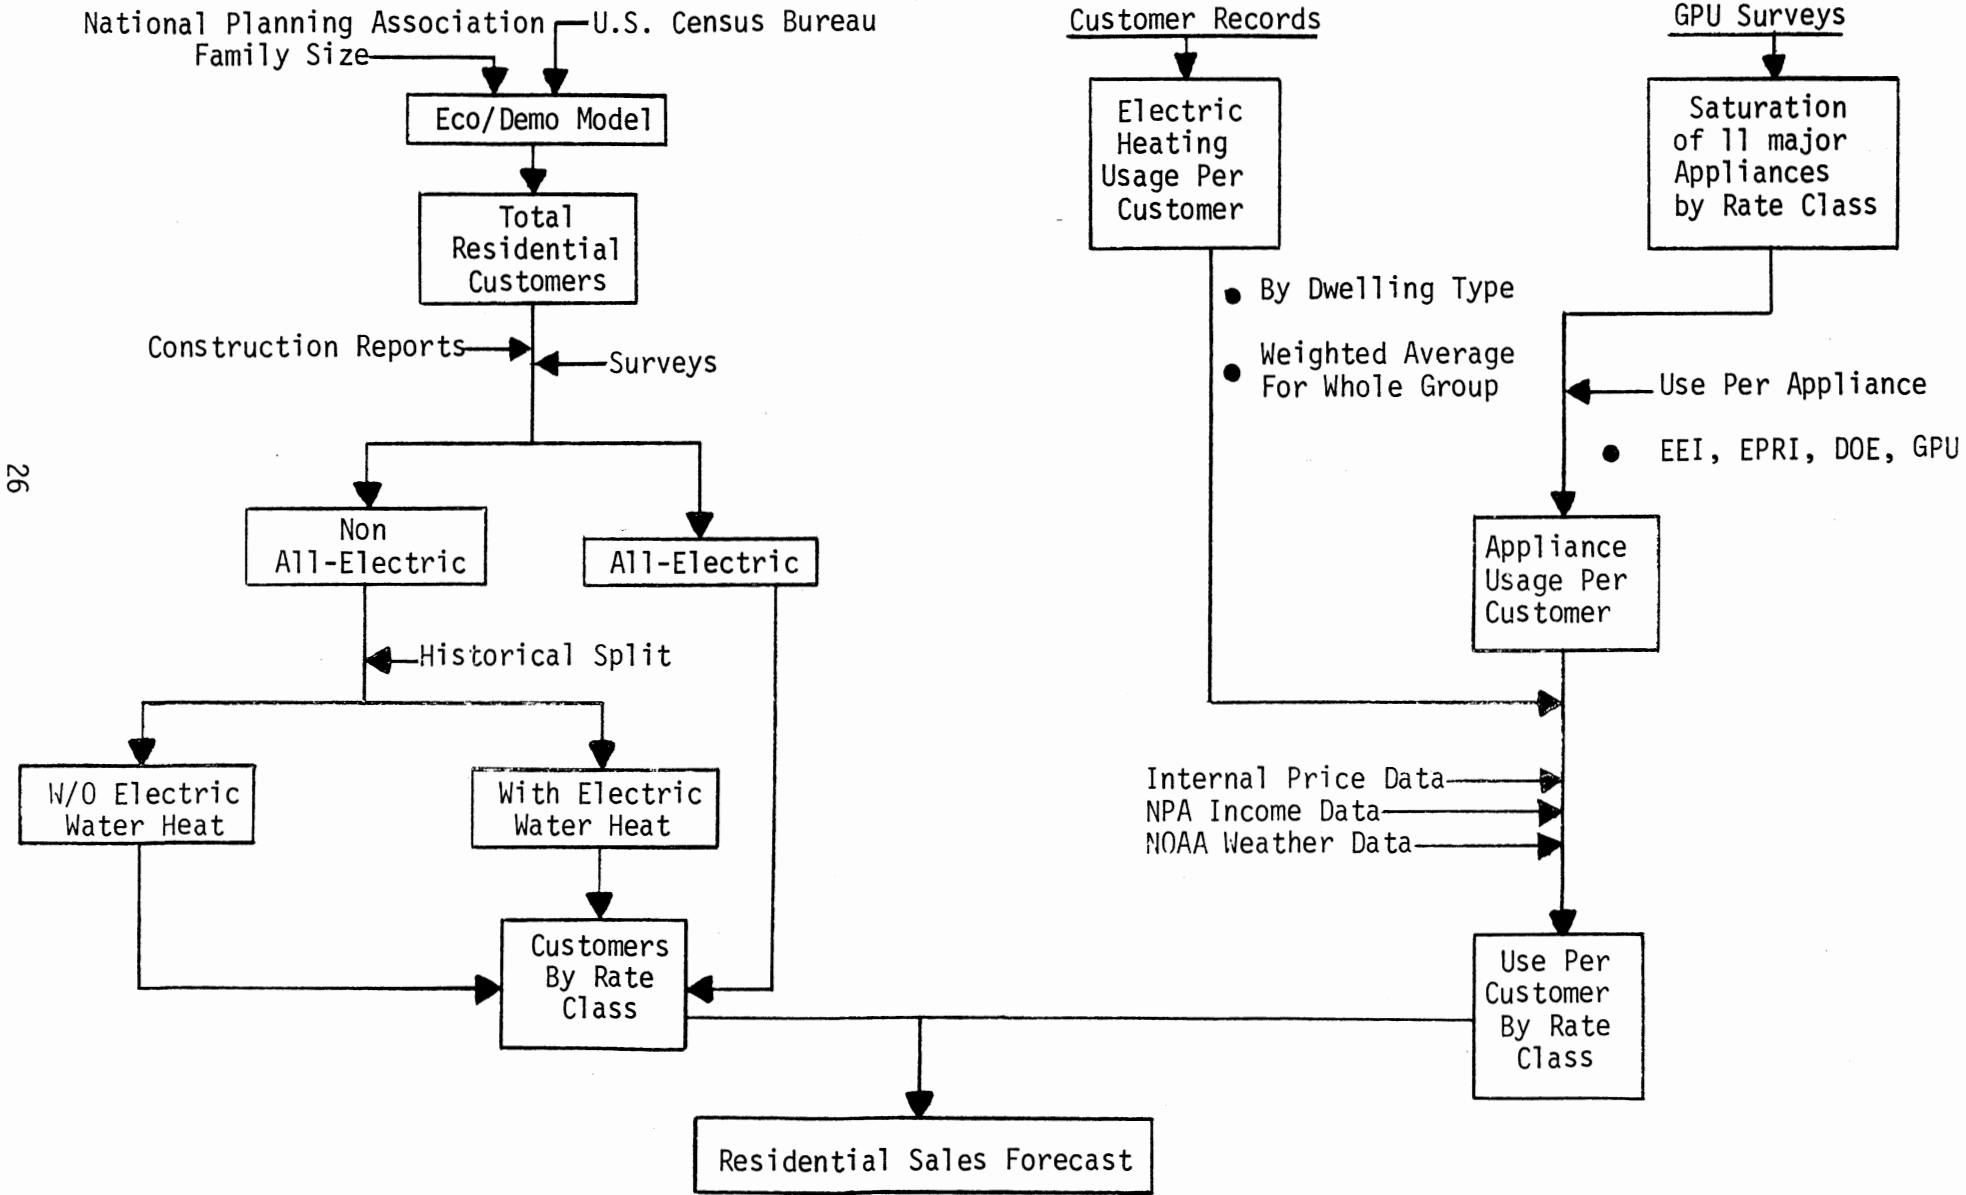 National Planning Association
Family Size
U.S. Census Bureau
Eco/Demo Model
Total
Residential
Customers
Construction Reports
Surveys
Non
All-Electric
All-Electric
Historical Split
W/O Electric
Water Heat
With Electric
Water Heat
Customers
By Rate
Class
Customer Records
Electric
Heating
Usage Per
Customer
By Dwelling Type
Weighted Average
For Whole Group
GPU Surveys
Saturation
of 11 major
Appliances
by Rate Class
Use Per Appliance
EEI, EPRI, DOE, GPU
Appliance
Usage Per
Customer
Internal Price Data
NPA Income Data
NOAA Weather Data
Use Per
Customer
By Rate
Class
Residential Sales Forecast
26